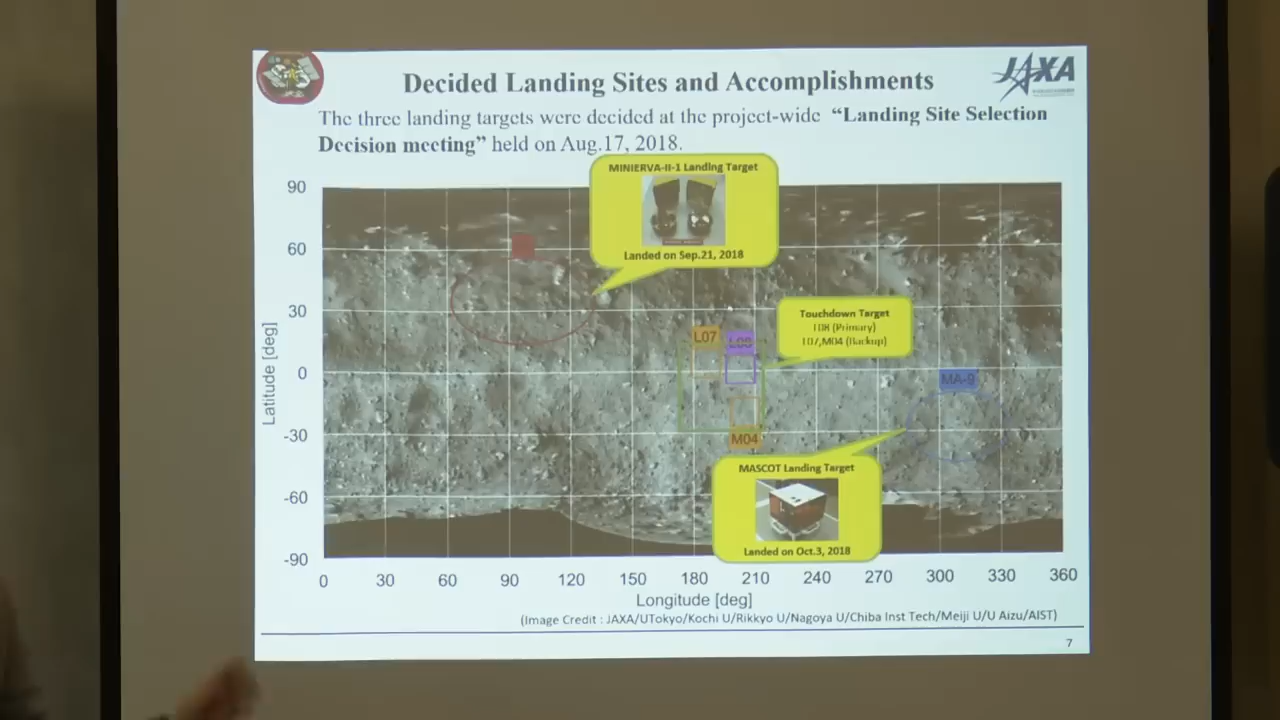 Decided Landing Sites and Accomplishments
JAXA
The three landing targets were decided at the project-wide “Landing Site Selection
Decision meeting” held on Aug.17, 2018.
MINIERVA-II-1 Landing Target
Landed on Sep.21, 2018
Touchdown Target
L08 (Primary)
L07,M04 (Backup)
L07
L08
M04
MA-9
MASCOT Landing Target
Landed on Oct.3, 2018
Latitude [deg]
90
60
30
0
-30
-60
-90
0 30 60 90 120 150 180 210 240 270 300 330 360
Longitude [deg]
(Image Credit : JAXA/UTokyo/Kochi U/Rikkyo U/Nagoya U/Chiba Inst Tech/Meiji U/U Aizu/AIST)
7